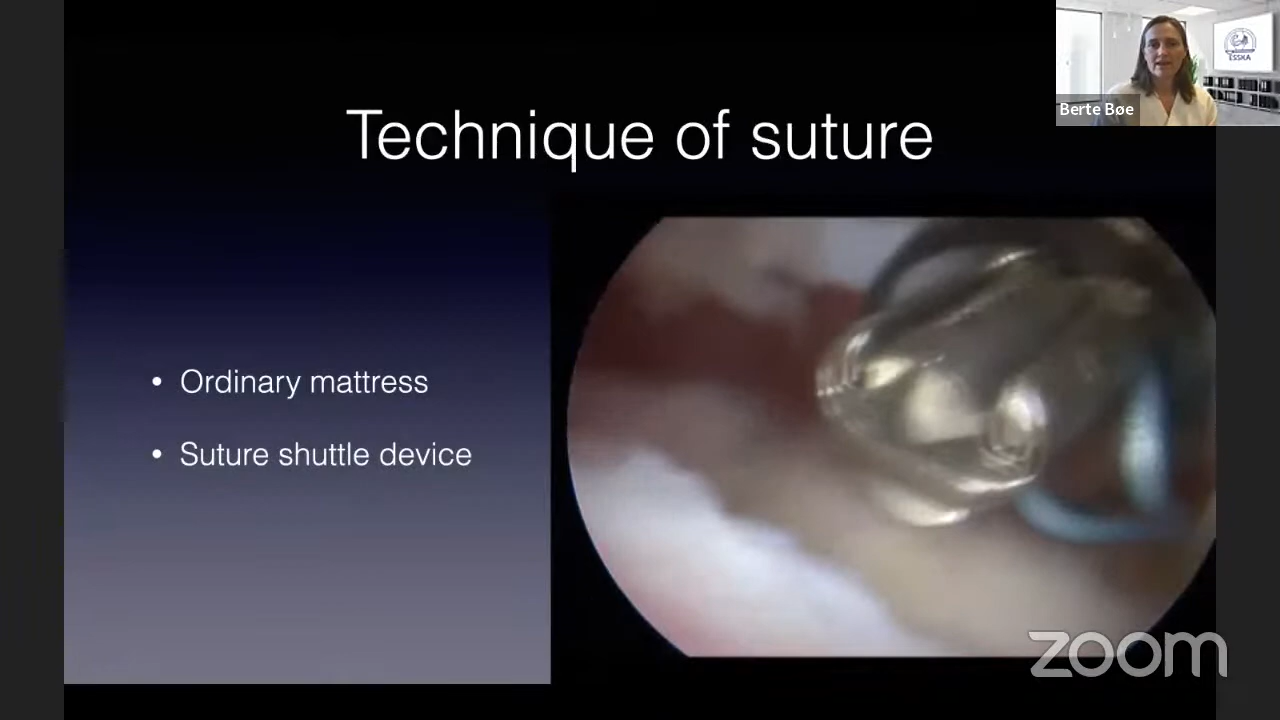 Technique of suture
• Ordinary mattress
• Suture shuttle device
Berte Bøe
ESSKA
zoom